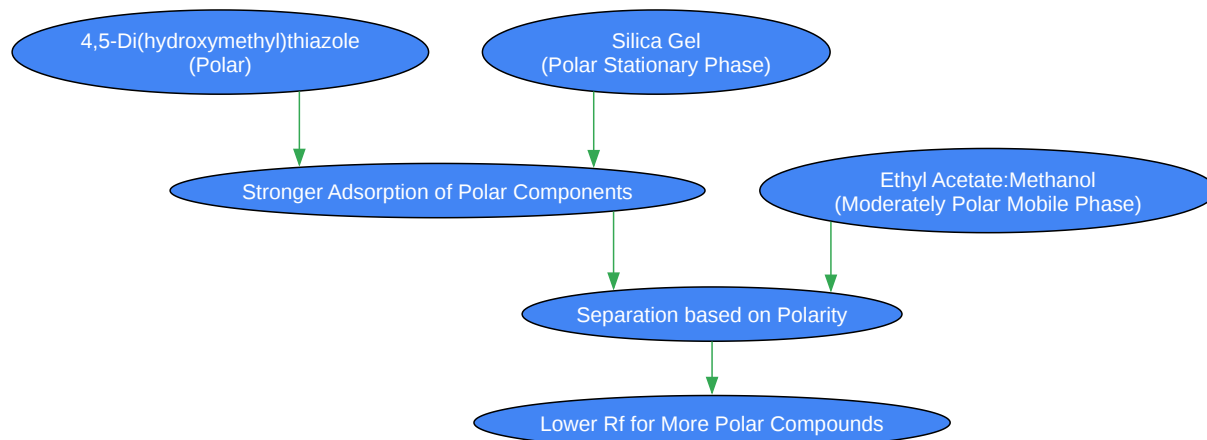 4,5-Di(hydroxymethyl)thiazole
(Polar)
Silica Gel
(Polar Stationary Phase)
Stronger Adsorption of Polar Components
Ethyl Acetate:Methanol
(Moderately Polar Mobile Phase)
Separation based on Polarity
Lower Rf for More Polar Compounds